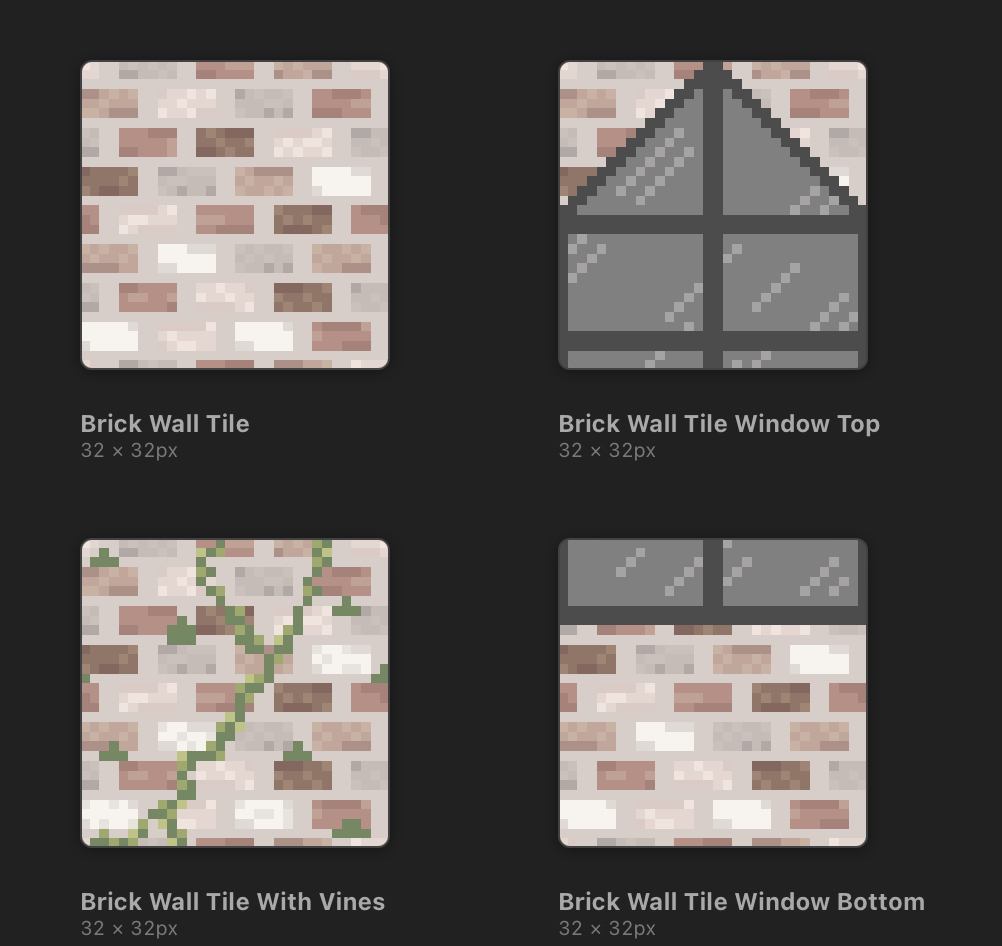 Brick Wall Tile
32 × 32px
Brick Wall Tile Window Top
32 × 32px
Brick Wall Tile With Vines
32 × 32px
Brick Wall Tile Window Bottom
32 × 32px